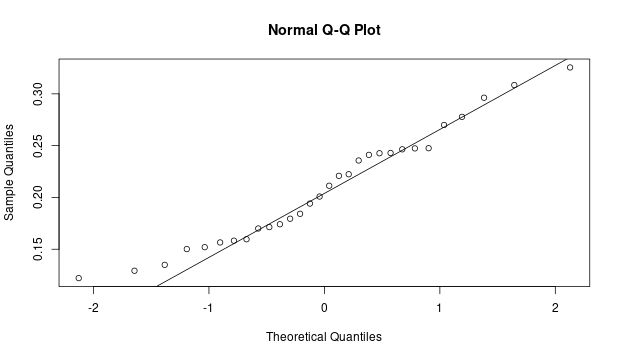 Normal Q-Q Plot
Sample Quantiles
0.30
0.25
0.20
0.15
-2 -1 0 1 2
Theoretical Quantiles